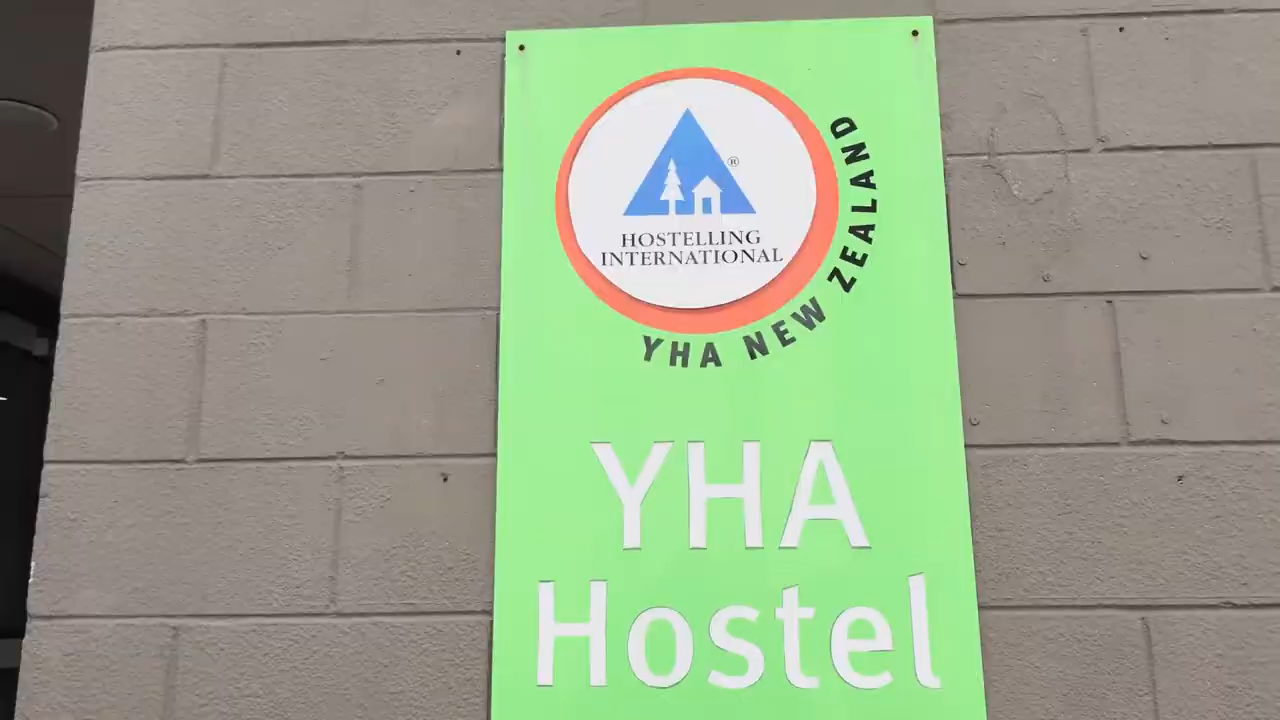 ®
HOSTELLING
INTERNATIONAL
YHA NEW ZEALAND
YHA
Hostel